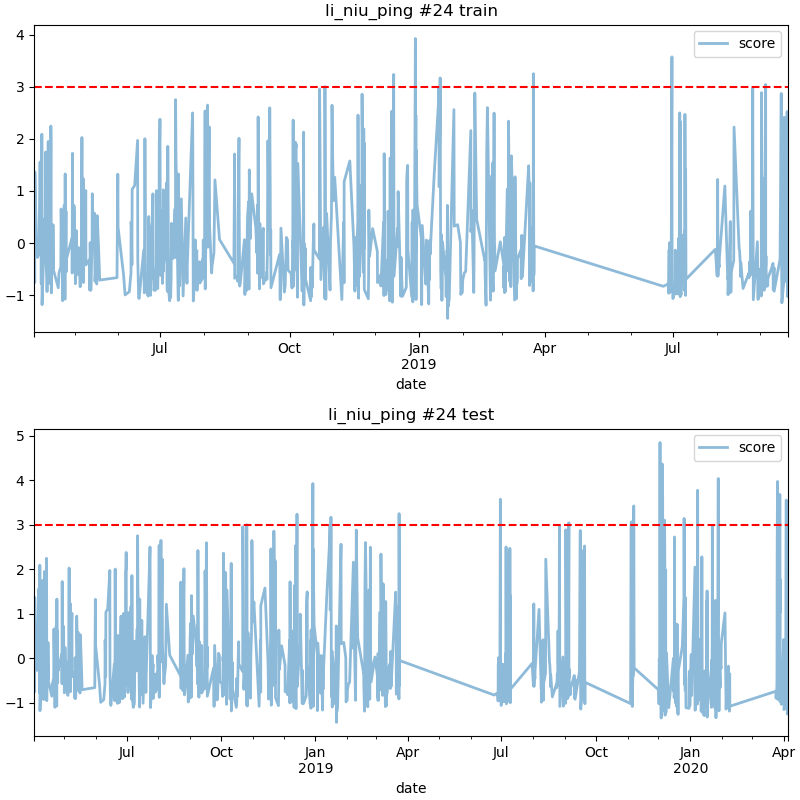 li_niu_ping #24 train
score
4
3
2
1
0
−1
Jul
Oct
Jan
2019
Apr
Jul
date
li_niu_ping #24 test
score
5
4
3
2
1
0
−1
Jul
Oct
Jan
2019
Apr
Jul
Oct
Jan
2020
Apr
date